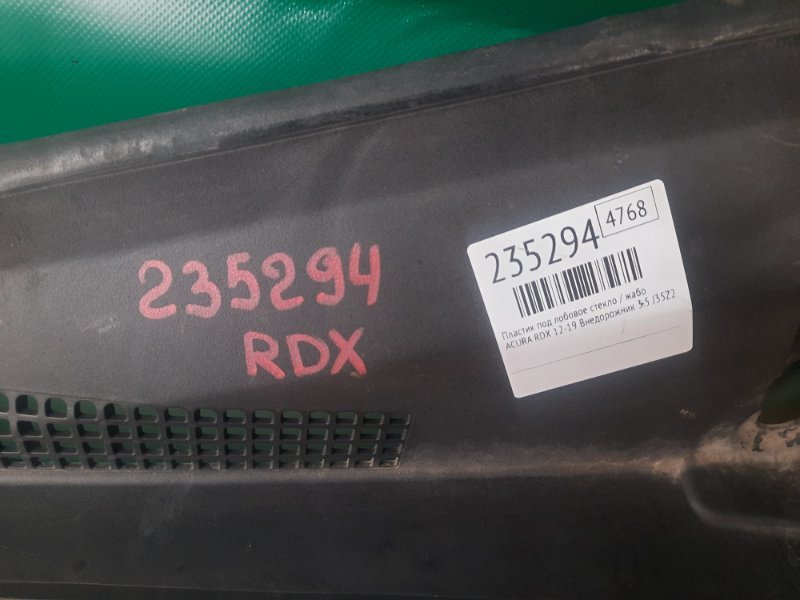 235294
RDX
235294 4768
Пластик под лобовое стекло / жабо
ACURA RDX 12-19 Внедорожник 3.5 J35Z2